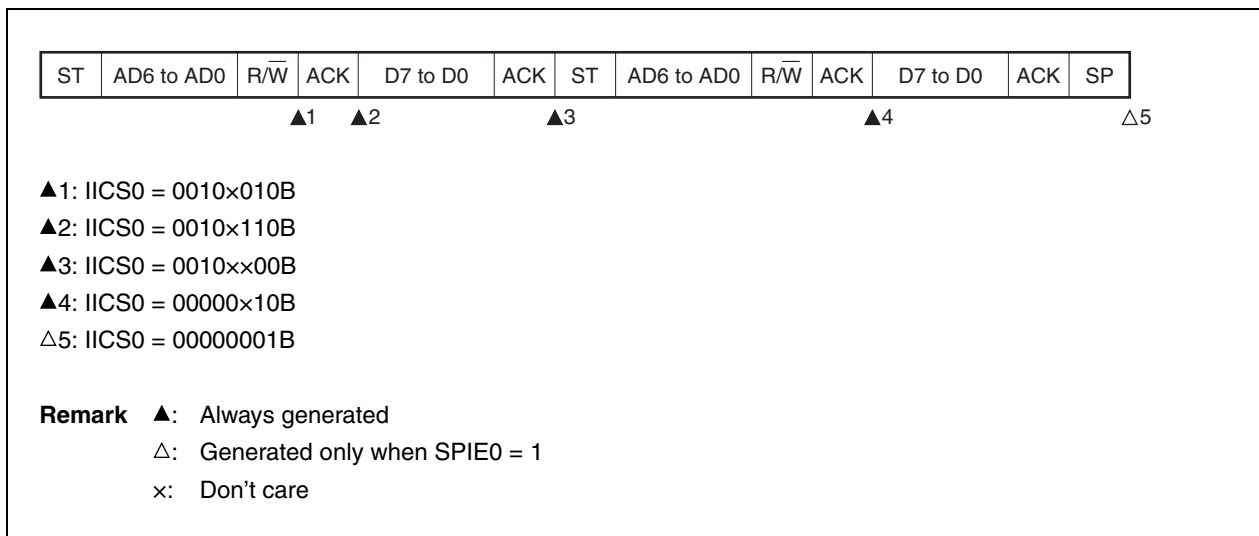 ST AD6 to AD0 R/W̅ ACK D7 to D0 ACK ST AD6 to AD0 R/W̅ ACK D7 to D0 ACK SP
▲1 ▲2 ▲3 ▲4 △5
▲1: IICS0 = 0010×010B
▲2: IICS0 = 0010×110B
▲3: IICS0 = 0010××00B
▲4: IICS0 = 00000×10B
△5: IICS0 = 00000001B
Remark ▲: Always generated
△: Generated only when SPIE0 = 1
×: Don't care